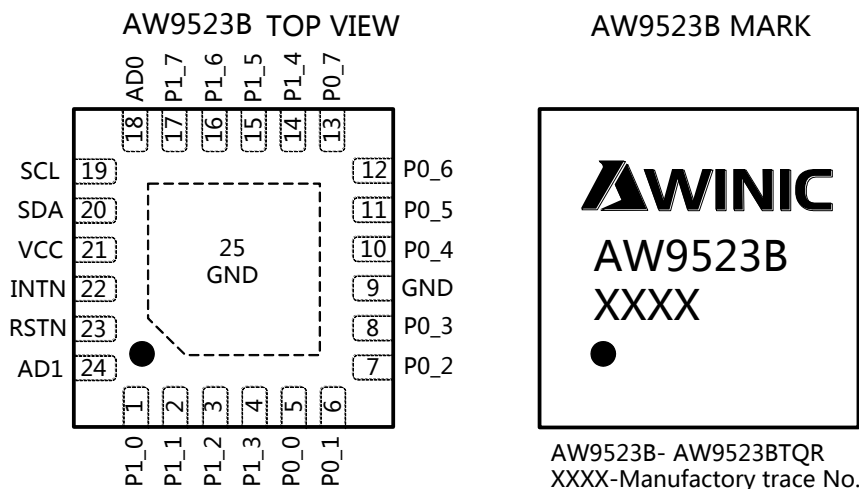 AW9523B TOP VIEW
AD0
P1_7
P1_6
P1_5
P1_4
P0_7
18
17
16
15
14
13
SCL 19
SDA 20
VCC 21
INTN 22
RSTN 23
AD1 24
25
GND
12 P0_6
11 P0_5
10 P0_4
9 GND
8 P0_3
7 P0_2
1
2
3
4
5
6
P1_0
P1_1
P1_2
P1_3
P0_0
P0_1
AW9523B MARK
AWINIC
AW9523B
XXXX
AW9523B- AW9523BTQR
XXXX-Manufactory trace No.